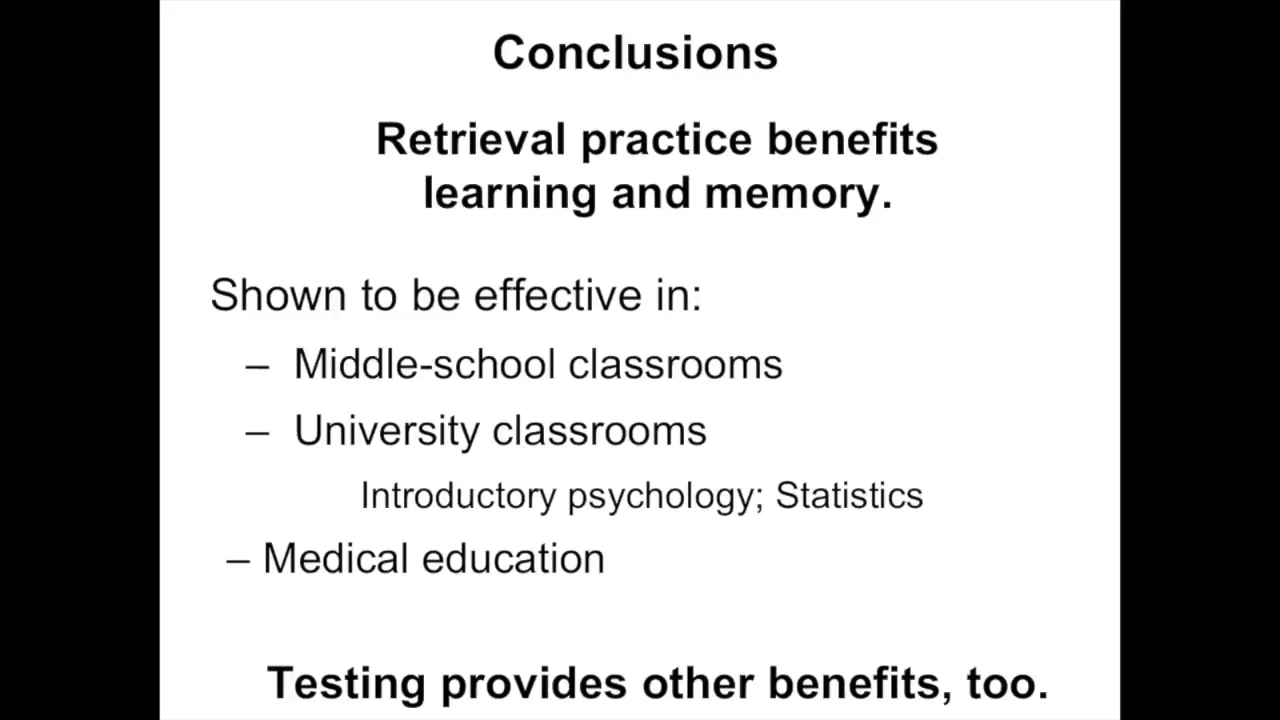 Conclusions
Retrieval practice benefits
learning and memory.
Shown to be effective in:
– Middle-school classrooms
– University classrooms
Introductory psychology; Statistics
– Medical education
Testing provides other benefits, too.